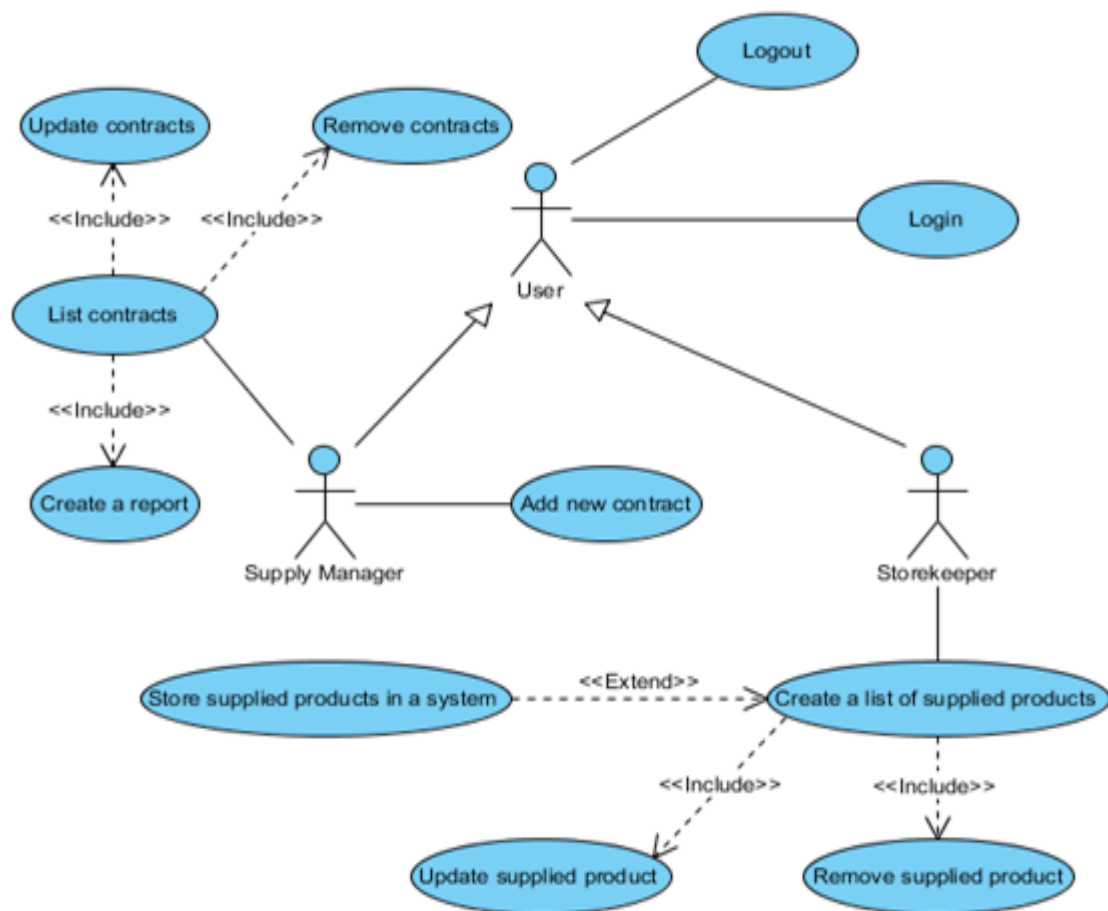 Logout
Update contracts
Remove contracts
<<Include>>
<<Include>>
Login
User
List contracts
<<Include>>
Create a report
Add new contract
Supply Manager
Storekeeper
Store supplied products in a system
<<Extend>>
Create a list of supplied products
<<Include>>
<<Include>>
Update supplied product
Remove supplied product